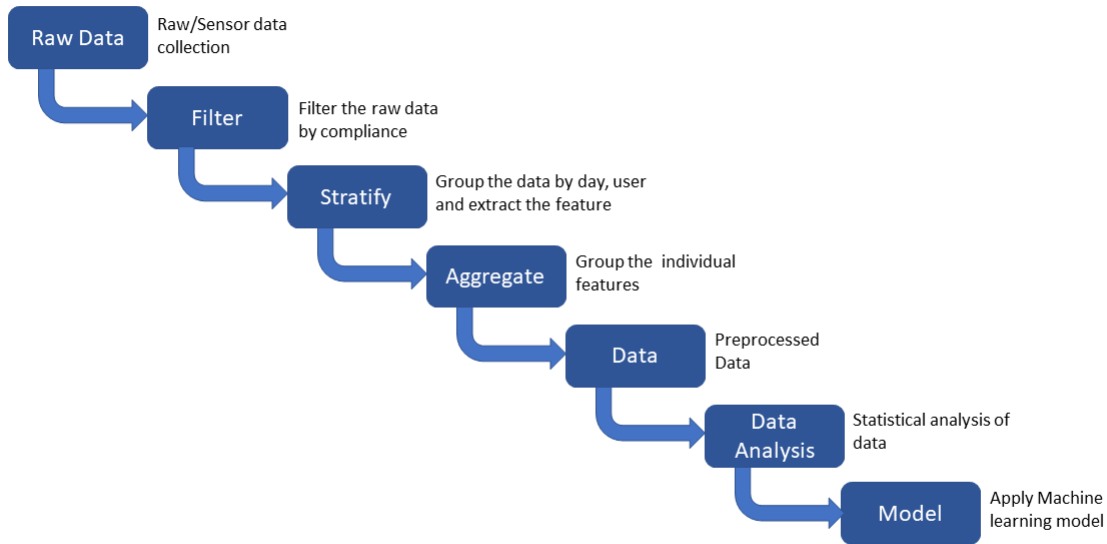 Raw Data
Raw/Sensor data
collection
Filter
Filter the raw data
by compliance
Stratify
Group the data by day, user
and extract the feature
Aggregate
Group the individual
features
Data
Preprocessed
Data
Data
Analysis
Statistical analysis of
data
Model
Apply Machine
learning model